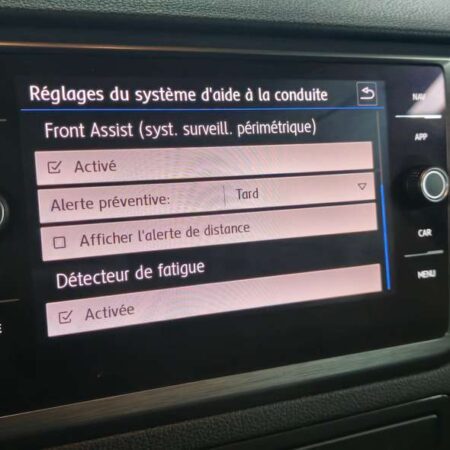 Réglages du système d'aide à la conduite
Front Assist (syst. surveill. périmétrique)
Activé
Alerte préventive: Tard
Afficher l'alerte de distance
Détecteur de fatigue
Activée
NAV
APP
CAR
MENU